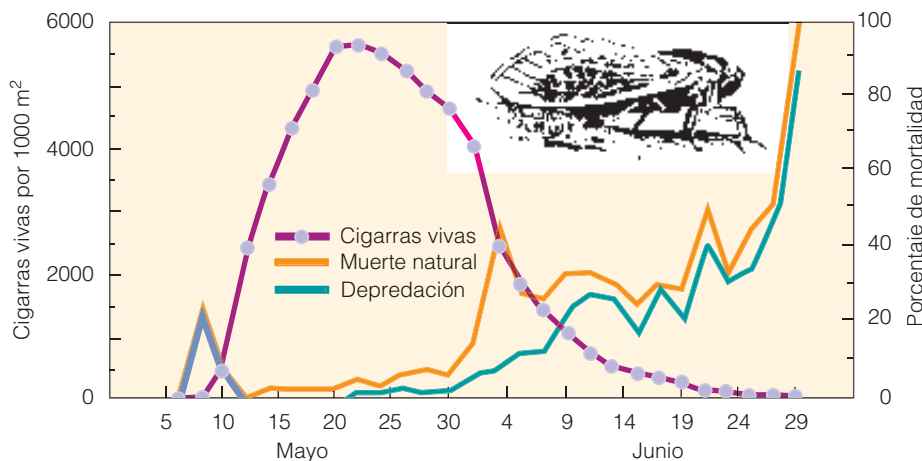 Cigarras vivas por 1000 m²
6000
4000
2000
0
Cigarras vivas
Muerte natural
Depredación
100
80
60
40
20
0
Porcentaje de mortalidad
5 10 15 20 25 30 4 9 14 19 24 29
Mayo Junio